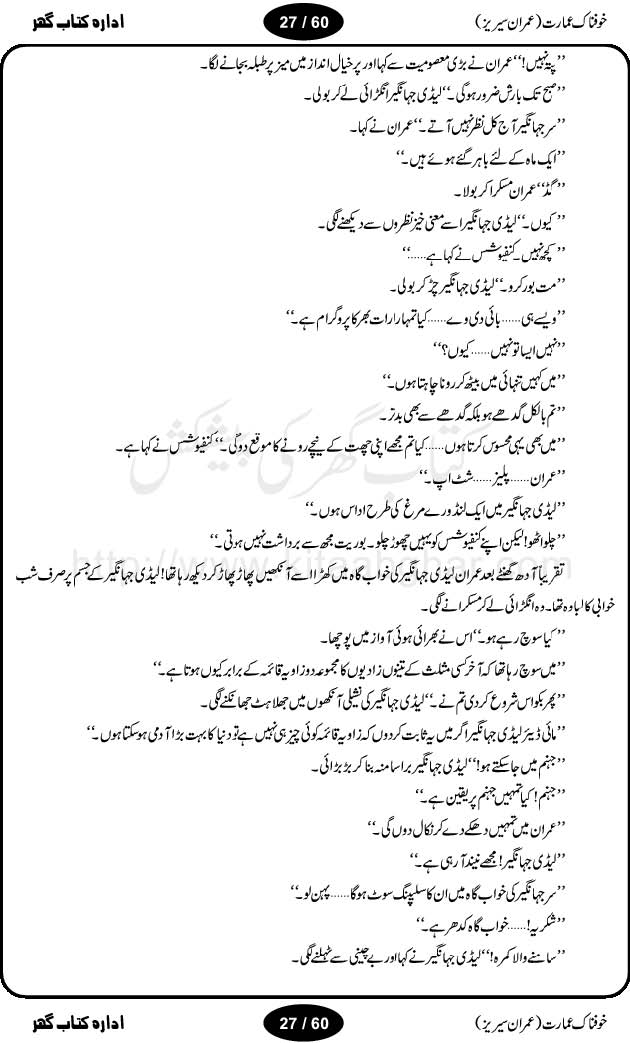 خوفناک عمارت (عمران سیریز)
27 / 60
ادارہ کتاب گھر
’’پتہ نہیں!‘‘ عمران نے بڑی معصومیت سے کہا اور پر خیال انداز میں میز پر طبلہ بجانے لگا۔
’’صبح تک بارش ضرور ہوگی۔‘‘ لیڈی جہانگیر انگڑائی لے کر بولی۔
’’سر جہانگیر آج کل نظر نہیں آتے۔‘‘ عمران نے کہا۔
’’ایک ماہ کے لئے باہر گئے ہوئے ہیں۔‘‘
’’گڈ‘‘ عمران مسکرا کر بولا۔
’’کیوں۔‘‘ لیڈی جہانگیر اسے معنی خیز نظروں سے دیکھنے لگی۔
’’کچھ نہیں۔ کنفیوشس نے کہا ہے......‘‘
’’مت بور کرو۔‘‘ لیڈی جہانگیر چڑ کر بولی۔
’’ویسے ہی...... بائی دی وے...... کیا تمہارا رات بھر کا پروگرام ہے۔‘‘
’’نہیں ایسا تو نہیں...... کیوں؟‘‘
’’میں کہیں تنہائی میں بیٹھ کر رونا چاہتا ہوں۔‘‘
’’تم بالکل گدھے ہو بلکہ گدھے سے بھی بدتر۔
’’میں بھی یہی محسوس کرتا ہوں...... کیا تم مجھے اپنی چھت کے نیچے رونے کا موقع دو گی۔‘‘ کنفیوشس نے کہا ہے۔
’’عمران...... پلیز...... شٹ اپ۔‘‘
’’لیڈی جہانگیر میں ایک لنڈورے مرغ کی طرح اداس ہوں۔‘‘
’’چلو اٹھو! لیکن اپنے کنفیوشس کو یہیں چھوڑ چلو۔ بوریت مجھ سے برداشت نہیں ہوتی۔‘‘
تقریباً آدھ گھنٹے بعد عمران لیڈی جہانگیر کی خواب گاہ میں کھڑا اسے آنکھیں پھاڑ پھاڑ کر دیکھ رہا تھا! لیڈی جہانگیر کے جسم پر صرف شب
خوابی کا لبادہ تھا۔ وہ انگڑائی لے کر مسکرانے لگی۔
’’کیا سوچ رہے ہو۔‘‘ اس نے بھرائی ہوئی آواز میں پوچھا۔
’’میں سوچ رہا تھا کہ آخر کسی مثلث کے تینوں زاویوں کا مجموعہ دو زاویہ قائمہ کے برابر کیوں ہوتا ہے۔‘‘
’’پھر بکواس شروع کر دی تم نے۔‘‘ لیڈی جہانگیر کی نشیلی آنکھوں میں جھلاہٹ جھانکنے لگی۔
’’مائی ڈیئر لیڈی جہانگیر اگر میں یہ ثابت کر دوں کہ زاویہ قائمہ کوئی چیز ہی نہیں ہے تو دنیا کا بہت بڑا آدمی ہو سکتا ہوں۔‘‘
’’جہنم میں جا سکتے ہو!‘‘ لیڈی جہانگیر برا سا منہ بنا کر بڑبڑائی۔
’’جہنم! کیا تمہیں جہنم پر یقین ہے۔‘‘
’’عمران میں تمہیں دھکے دے کر نکال دوں گی۔‘‘
’’لیڈی جہانگیر! مجھے نیند آ رہی ہے۔‘‘
’’سر جہانگیر کی خواب گاہ میں ان کا سلیپنگ سوٹ ہوگا...... پہن لو۔‘‘
’’شکریہ!...... خواب گاہ کدھر ہے۔‘‘
’’سامنے والا کمرہ!‘‘ لیڈی جہانگیر نے کہا اور بے چینی سے ٹہلنے لگی۔
کتاب گھر کی پیشکش
http://www.kitaabghar.com
خوفناک عمارت (عمران سیریز)
27 / 60
ادارہ کتاب گھر